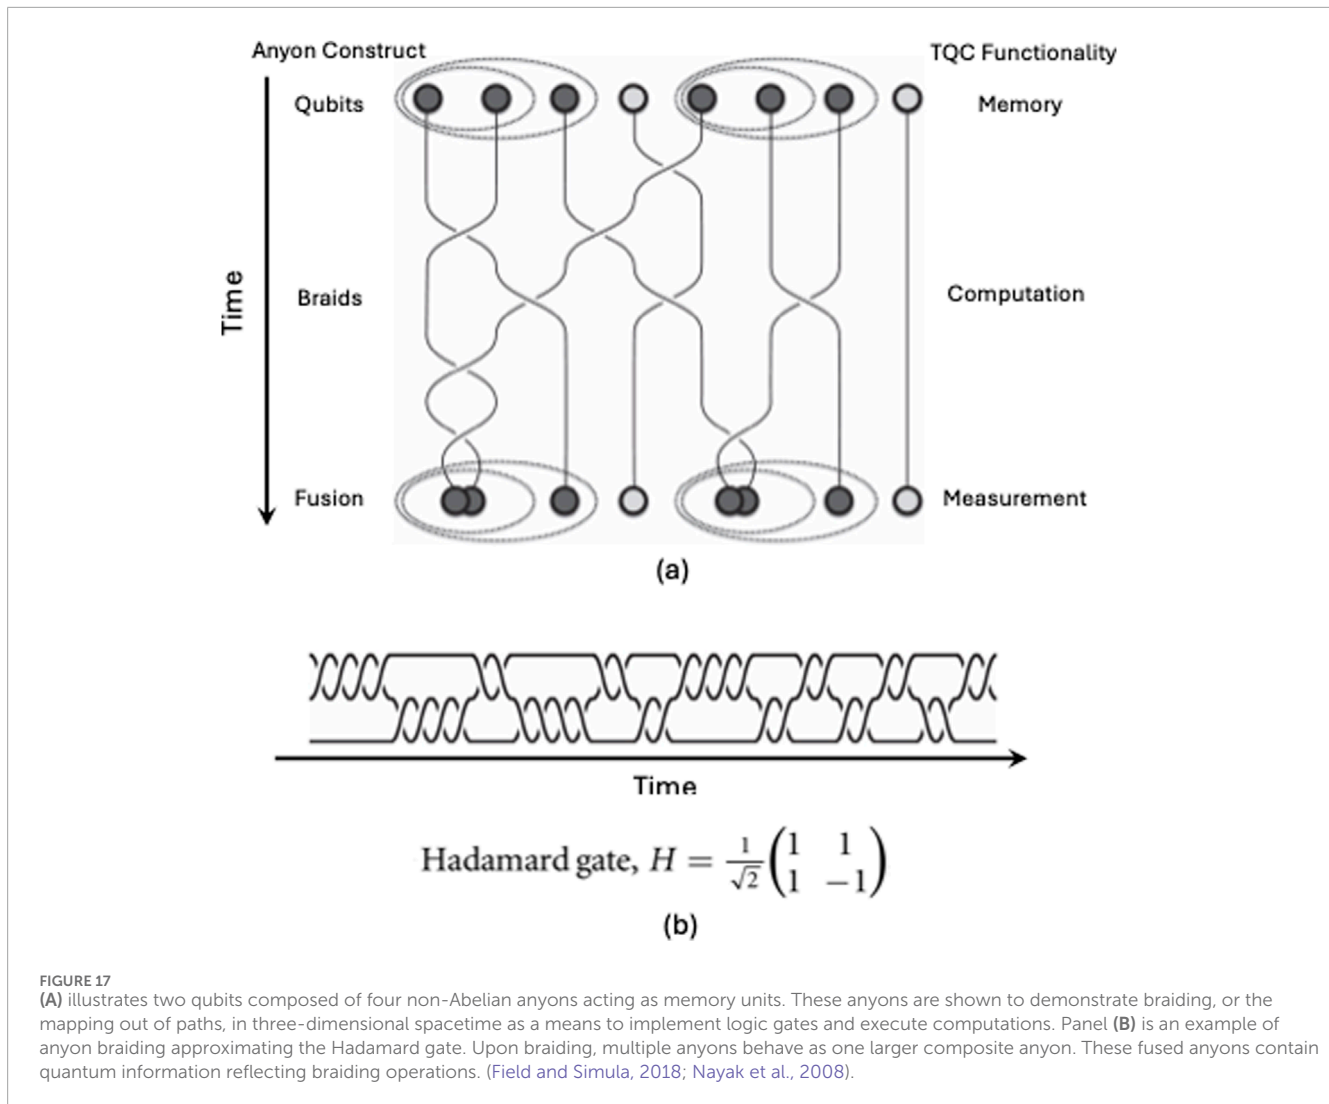 Anyon Construct
TQC Functionality
Qubits
Memory
Time
Braids
Computation
Fusion
Measurement
(a)
Time
Hadamard gate, H = 1/√2 (1 1
1 −1)
(b)
FIGURE 17
(A) illustrates two qubits composed of four non-Abelian anyons acting as memory units. These anyons are shown to demonstrate braiding, or the
mapping out of paths, in three-dimensional spacetime as a means to implement logic gates and execute computations. Panel (B) is an example of
anyon braiding approximating the Hadamard gate. Upon braiding, multiple anyons behave as one larger composite anyon. These fused anyons contain
quantum information reflecting braiding operations. (Field and Simula, 2018; Nayak et al., 2008).